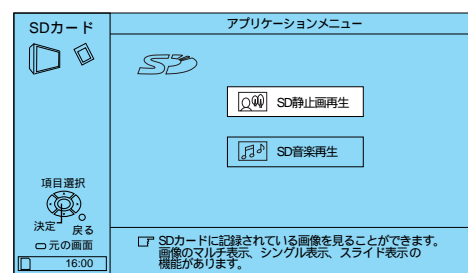 SDカード
アプリケーションメニュー
SD
SD静止画再生
SD音楽再生
項目選択
決定
戻る
元の画面
16:00
SDカードに記録されている画像を見ることができます。
画像のマルチ表示、シングル表示、スライド表示の
機能があります。